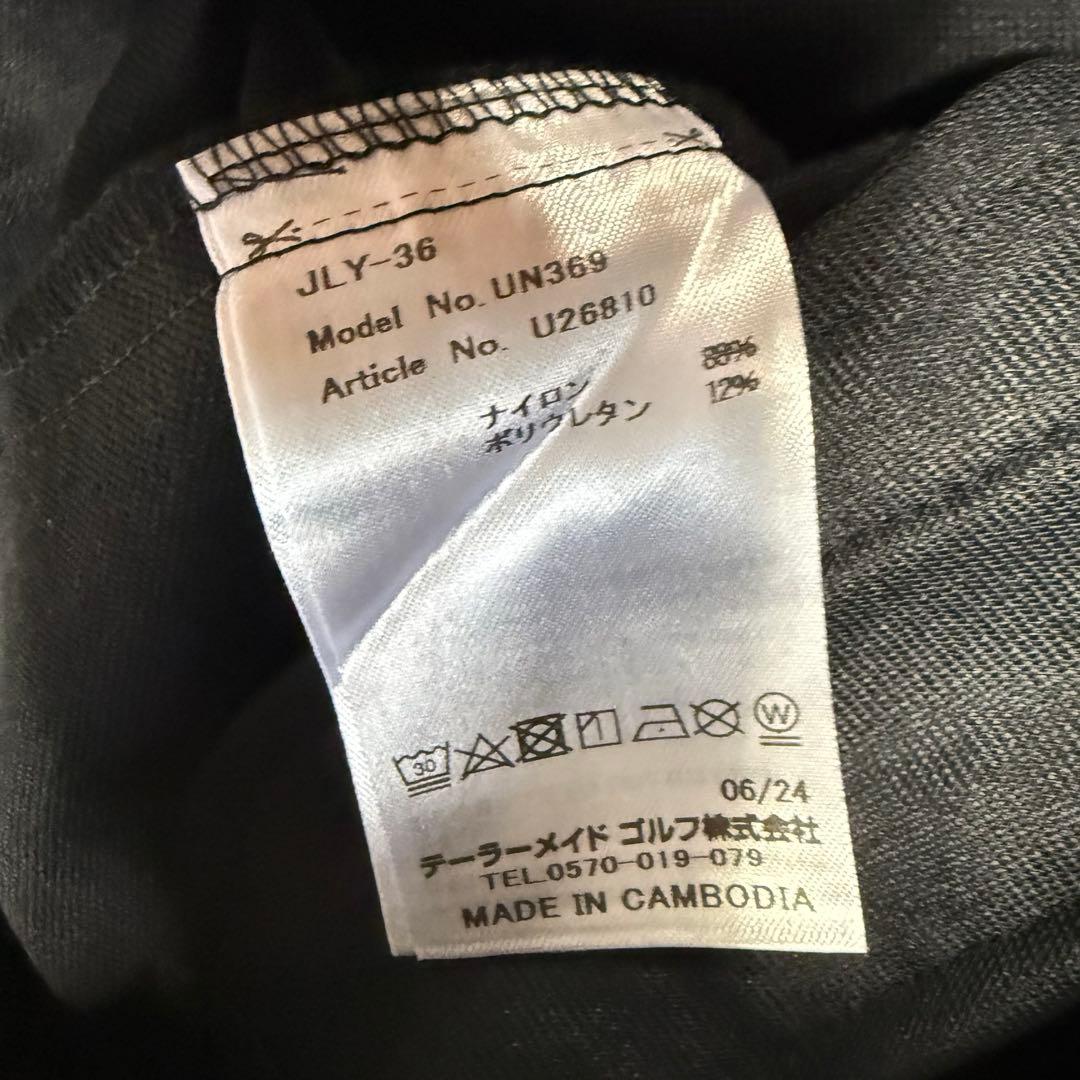 JLY-36
Model No. UN369
Article No. U26810
ナイロン 88%
ポリウレタン 12%
30
W
06/24
テーラーメイド ゴルフ株式会社
TEL.0570-019-079
MADE IN CAMBODIA